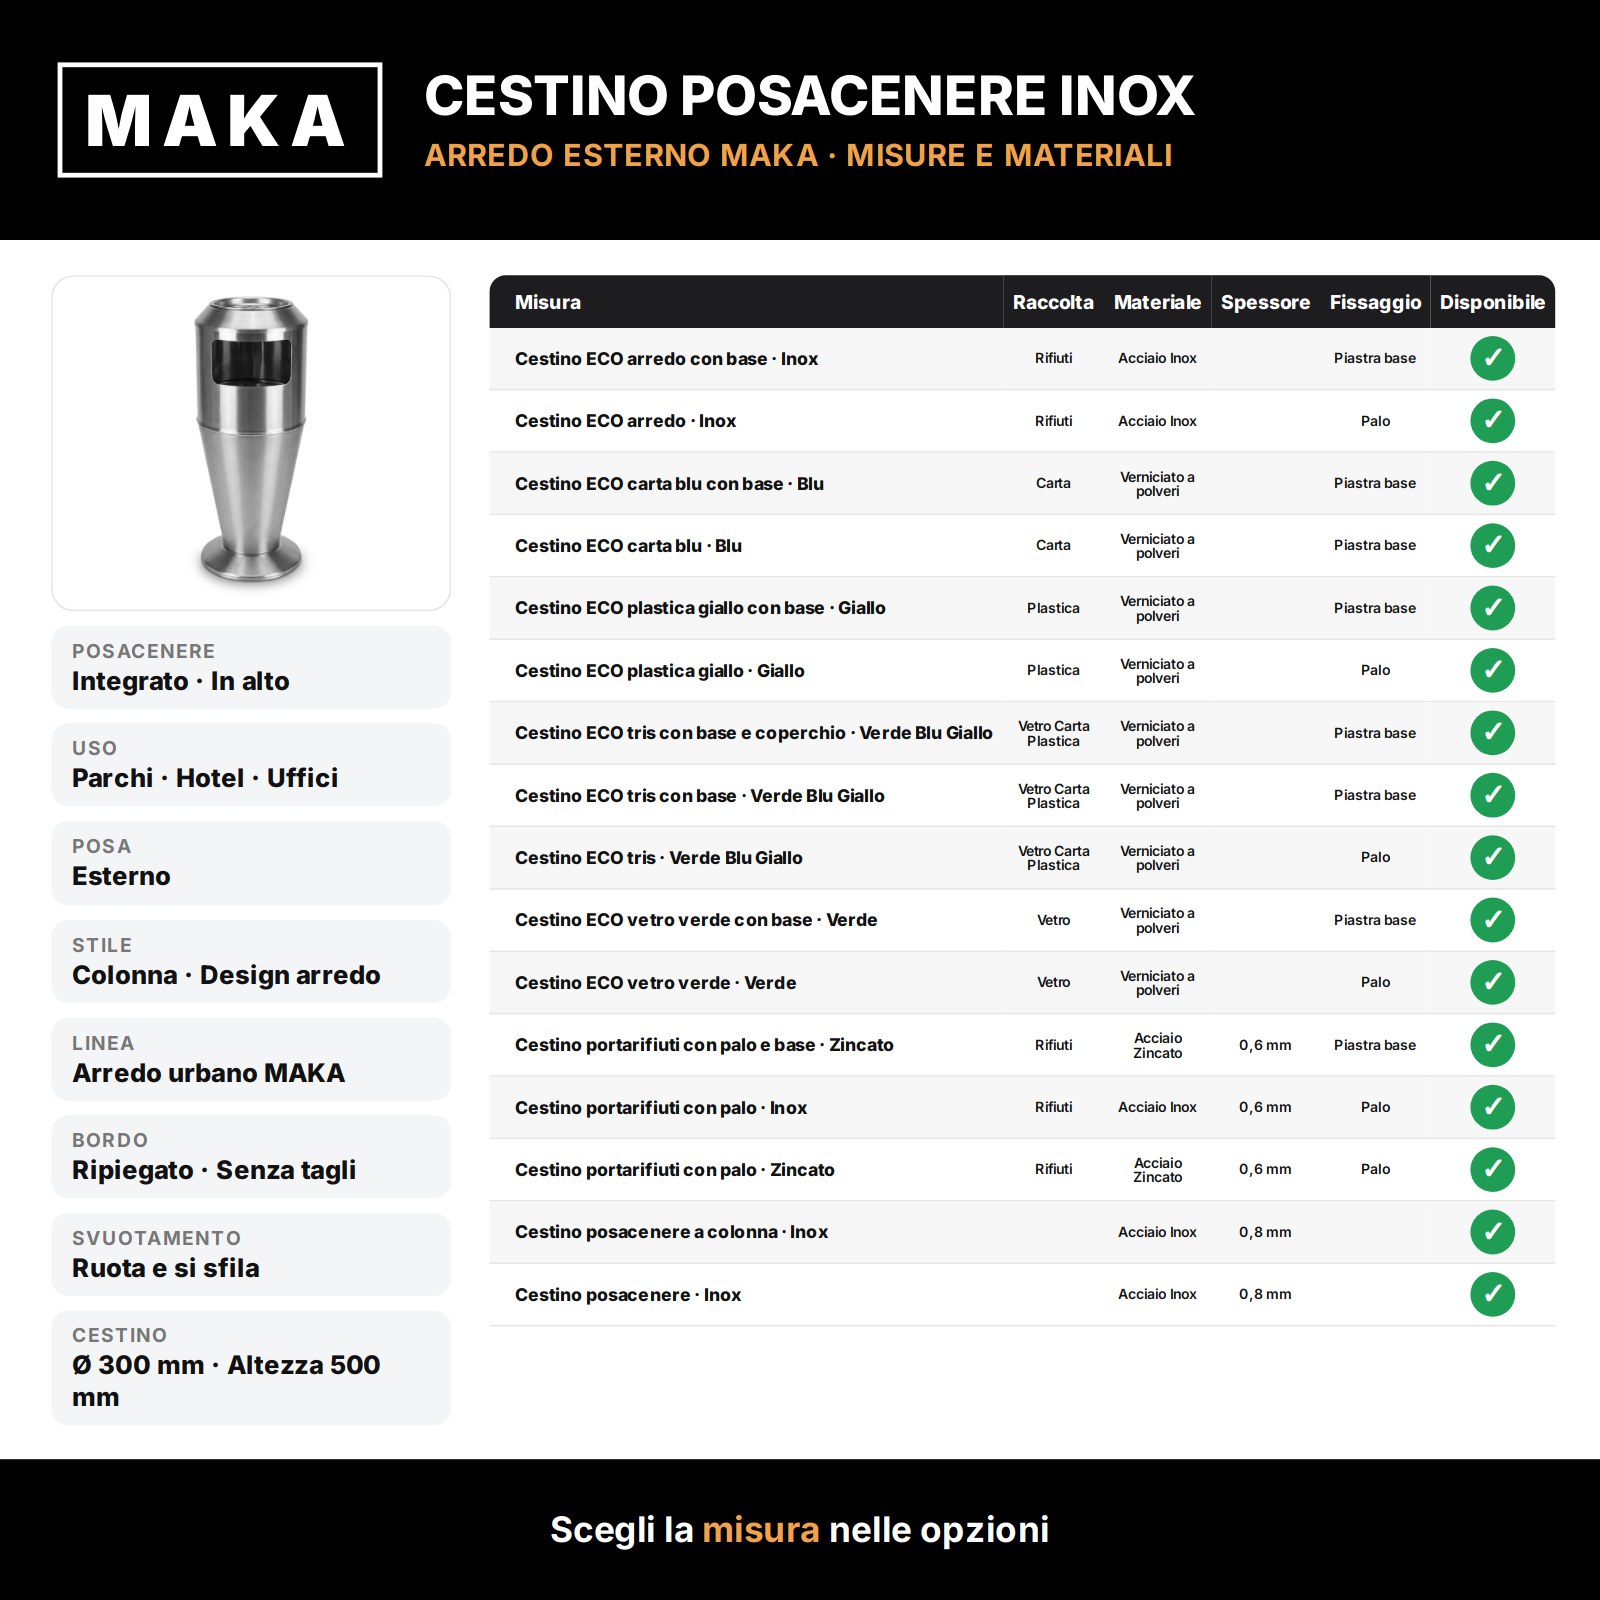 MAKA
CESTINO POSACENERE INOX
ARREDO ESTERNO MAKA · MISURE E MATERIALI
POSACENERE
Integrato · In alto
USO
Parchi · Hotel · Uffici
POSA
Esterno
STILE
Colonna · Design arredo
LINEA
Arredo urbano MAKA
BORDO
Ripiegato · Senza tagli
SVUOTAMENTO
Ruota e si sfila
CESTINO
Ø 300 mm · Altezza 500
mm
Misura Raccolta Materiale Spessore Fissaggio Disponibile
Cestino ECO arredo con base · Inox Rifiuti Acciaio Inox Piastra base ✓
Cestino ECO arredo · Inox Rifiuti Acciaio Inox Palo ✓
Cestino ECO carta blu con base · Blu Carta Verniciato a polveri Piastra base ✓
Cestino ECO carta blu · Blu Carta Verniciato a polveri Piastra base ✓
Cestino ECO plastica giallo con base · Giallo Plastica Verniciato a polveri Piastra base ✓
Cestino ECO plastica giallo · Giallo Plastica Verniciato a polveri Palo ✓
Cestino ECO tris con base e coperchio · Verde Blu Giallo Vetro Carta Plastica Verniciato a polveri Piastra base ✓
Cestino ECO tris con base · Verde Blu Giallo Vetro Carta Plastica Verniciato a polveri Piastra base ✓
Cestino ECO tris · Verde Blu Giallo Vetro Carta Plastica Verniciato a polveri Palo ✓
Cestino ECO vetro verde con base · Verde Vetro Verniciato a polveri Piastra base ✓
Cestino ECO vetro verde · Verde Vetro Verniciato a polveri Palo ✓
Cestino portarifiuti con palo e base · Zincato Rifiuti Acciaio Zincato 0,6 mm Piastra base ✓
Cestino portarifiuti con palo · Inox Rifiuti Acciaio Inox 0,6 mm Palo ✓
Cestino portarifiuti con palo · Zincato Rifiuti Acciaio Zincato 0,6 mm Palo ✓
Cestino posacenere a colonna · Inox Acciaio Inox 0,8 mm ✓
Cestino posacenere · Inox Acciaio Inox 0,8 mm ✓
Scegli la misura nelle opzioni